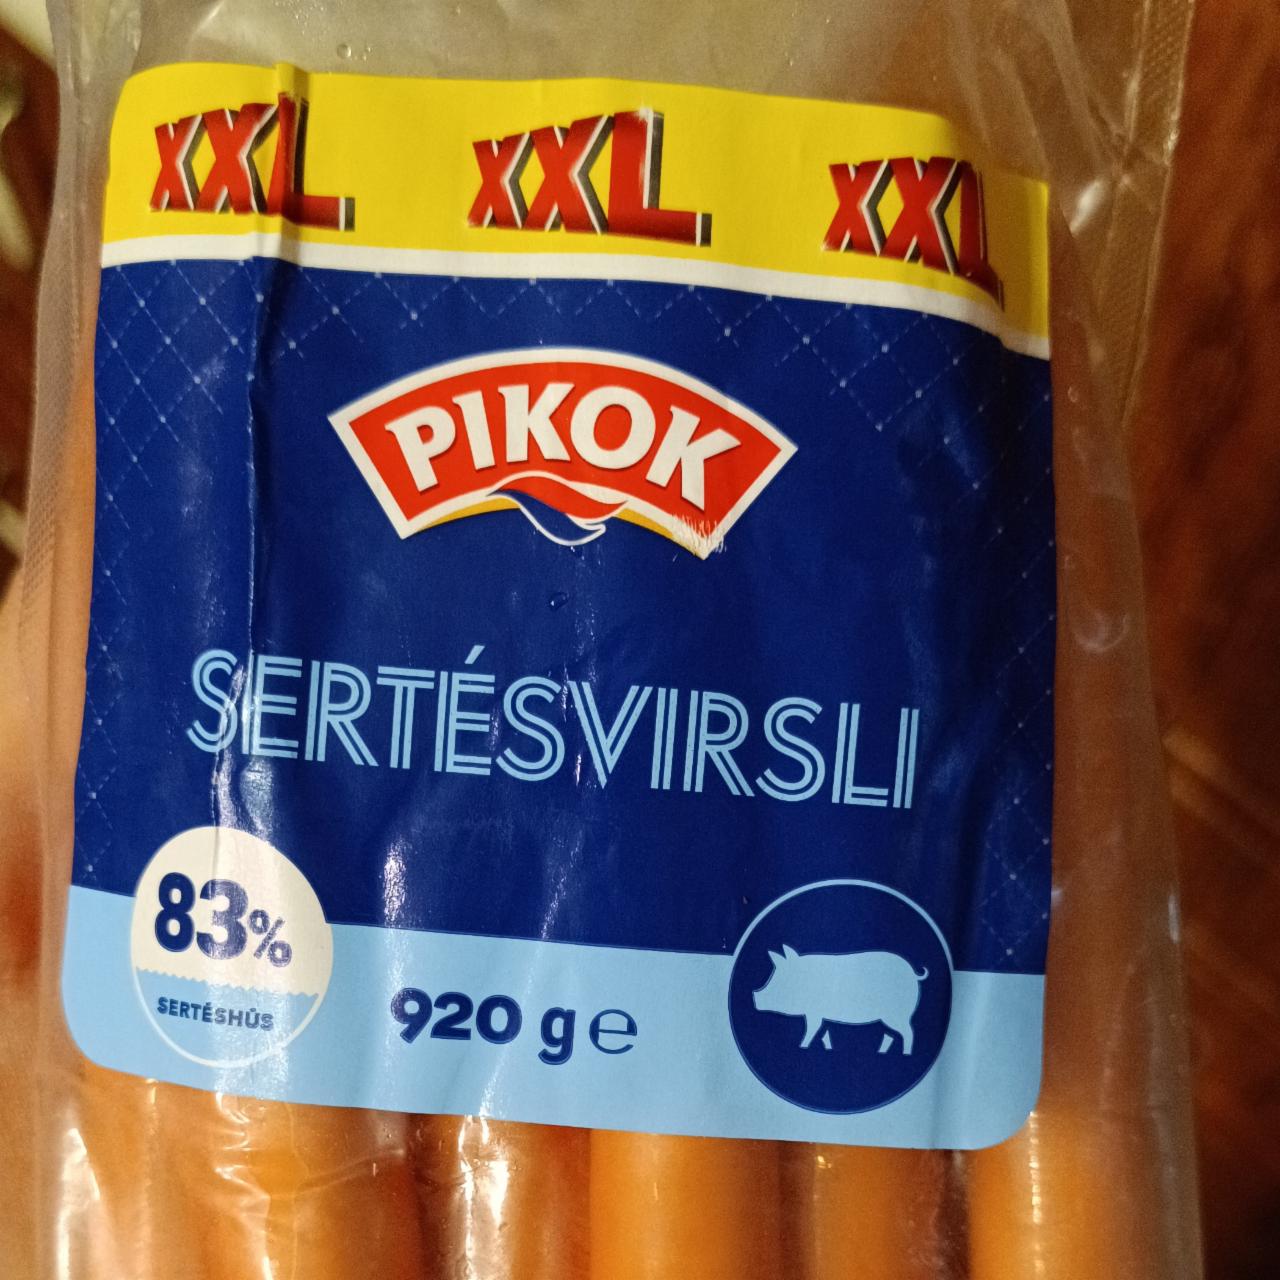 XXL XXL XXL
PIKOK
SERTÉSVIRSLI
83%
SERTÉSHÚS
920 g e